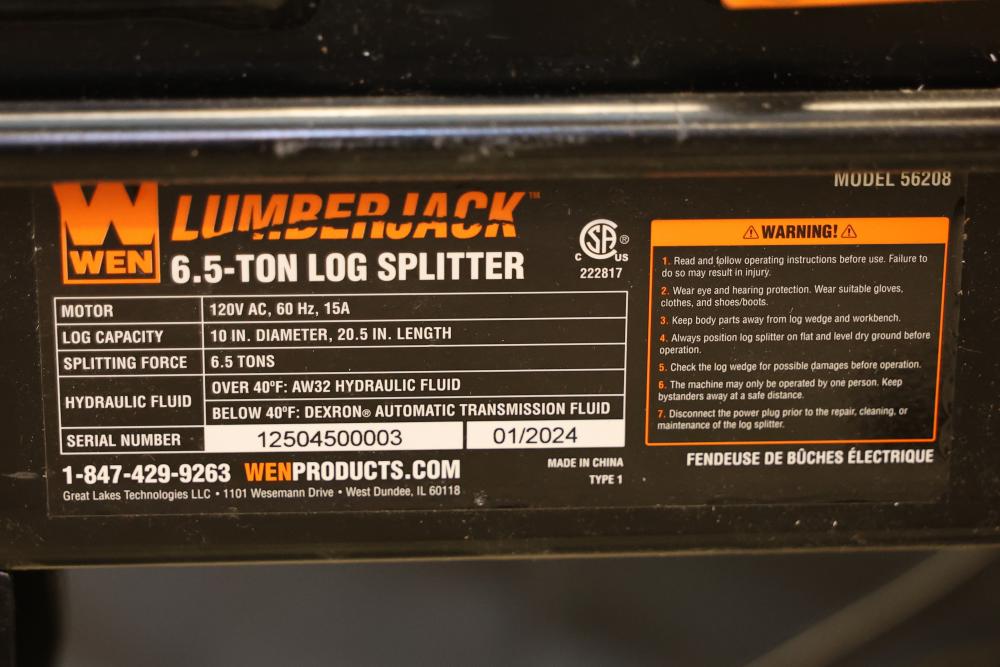 MODEL 56208
W
WEN
LUMBERJACK™
6.5-TON LOG SPLITTER
SA ®
C US
222817
MOTOR 120V AC, 60 Hz, 15A
LOG CAPACITY 10 IN. DIAMETER, 20.5 IN. LENGTH
SPLITTING FORCE 6.5 TONS
HYDRAULIC FLUID OVER 40ºF: AW32 HYDRAULIC FLUID
BELOW 40ºF: DEXRON® AUTOMATIC TRANSMISSION FLUID
SERIAL NUMBER 12504500003 01/2024
1-847-429-9263 WENPRODUCTS.COM
Great Lakes Technologies LLC • 1101 Wesemann Drive • West Dundee, IL 60118
MADE IN CHINA
TYPE 1
⚠ WARNING! ⚠
1. Read and follow operating instructions before use. Failure to
do so may result in injury.
2. Wear eye and hearing protection. Wear suitable gloves,
clothes, and shoes/boots.
3. Keep body parts away from log wedge and workbench.
4. Always position log splitter on flat and level dry ground before
operation.
5. Check the log wedge for possible damages before operation.
6. The machine may only be operated by one person. Keep
bystanders away at a safe distance.
7. Disconnect the power plug prior to the repair, cleaning, or
maintenance of the log splitter.
FENDEUSE DE BÛCHES ÉLECTRIQUE